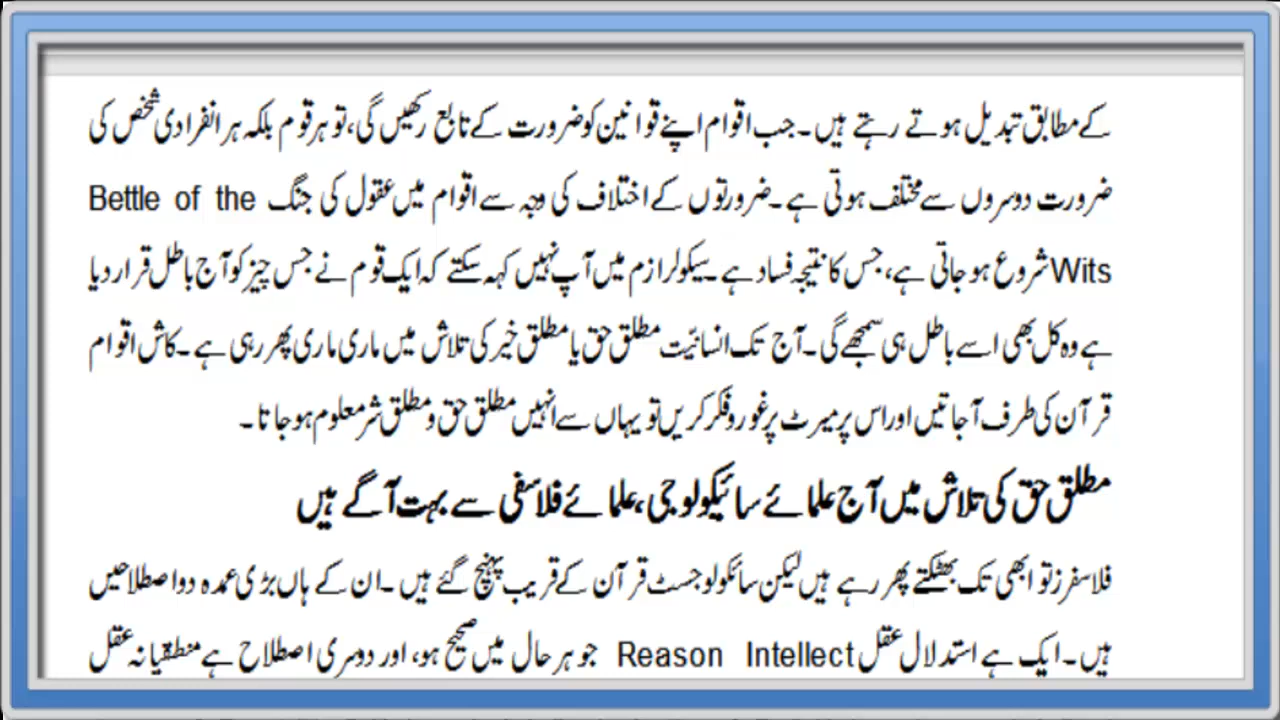 کے مطابق تبدیل ہوتے رہتے ہیں۔ جب اقوام اپنے قوانین کو ضرورت کے تابع رکھیں گی، تو ہر قوم بلکہ ہر انفرادی شخص کی
ضرورت دوسروں سے مختلف ہوتی ہے۔ ضرورتوں کے اختلاف کی وجہ سے اقوام میں عقول کی جنگ Bettle of the
Wits شروع ہو جاتی ہے، جس کا نتیجہ فساد ہے۔ سیکولرازم میں آپ نہیں کہہ سکتے کہ ایک قوم نے جس چیز کو آج باطل قرار دیا
ہے وہ کل بھی اسے باطل ہی سمجھے گی۔ آج تک انسانیّت مطلق حق یا مطلق خیر کی تلاش میں ماری ماری پھر رہی ہے۔ کاش اقوام
قرآن کی طرف آ جاتیں اور اس پر میرٹ پر غور و فکر کریں تو یہاں سے انہیں مطلق حق و مطلق شر معلوم ہو جاتا۔
مطلق حق کی تلاش میں آج علمائے سائیکولوجی، علمائے فلاسفی سے بہت آگے ہیں
فلاسفرز تو ابھی تک بھٹکتے پھر رہے ہیں لیکن سائکولوجسٹ قرآن کے قریب پہنچ گئے ہیں۔ ان کے ہاں بڑی عمدہ دو اصطلاحیں
ہیں۔ ایک ہے استدلال عقل Reason Intellect جو ہر حال میں صحیح ہو، اور دوسری اصطلاح ہے منطقیانہ عقل